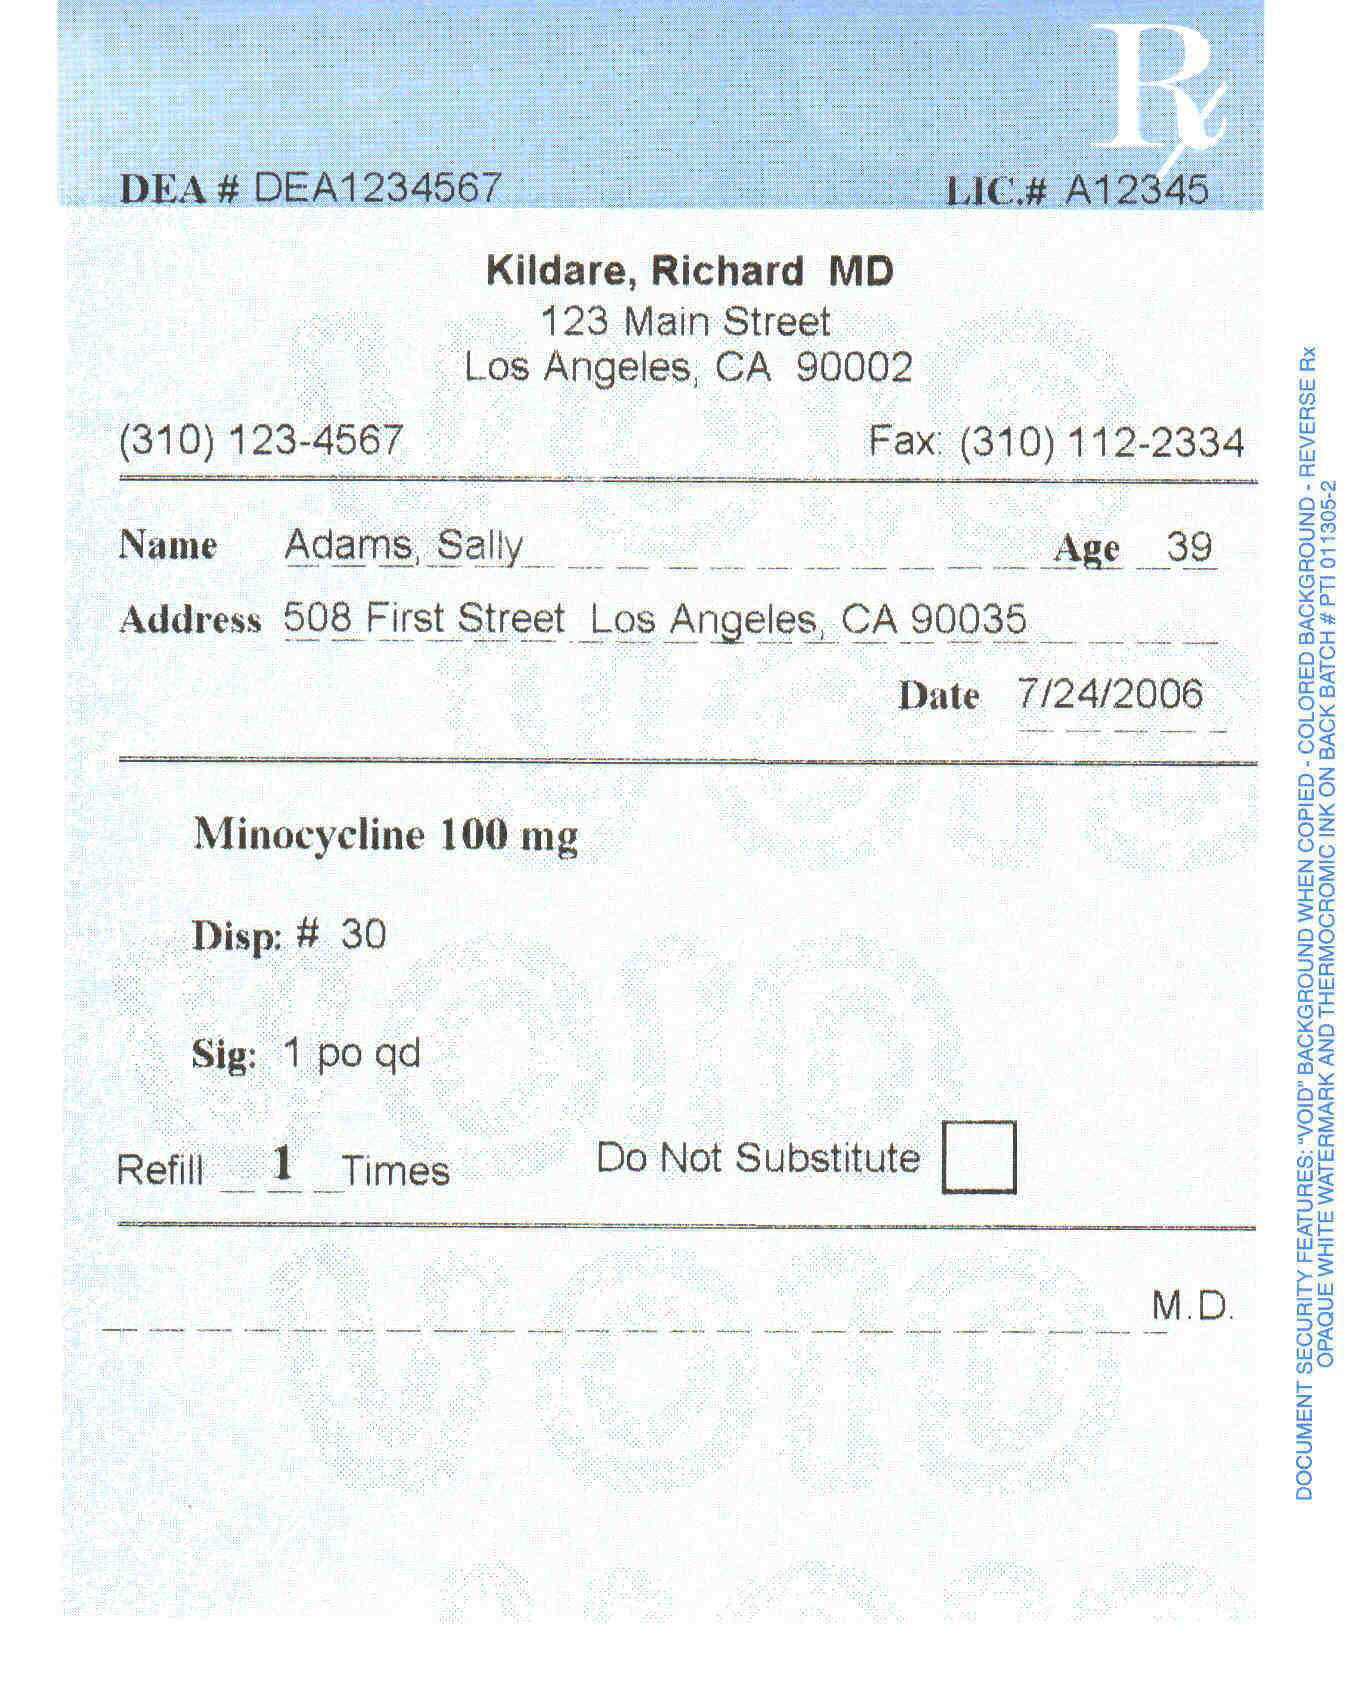 Rx
DEA # DEA1234567 LIC.# A12345
Kildare, Richard MD
123 Main Street
Los Angeles, CA 90002
(310) 123-4567 Fax: (310) 112-2334
Name Adams, Sally Age 39
Address 508 First Street Los Angeles, CA 90035
Date 7/24/2006
Minocycline 100 mg
Disp: # 30
Sig: 1 po qd
Refill 1 Times Do Not Substitute
M.D.
DOCUMENT SECURITY FEATURES: "VOID" BACKGROUND WHEN COPIED - COLORED BACKGROUND - REVERSE Rx
OPAQUE WHITE WATERMARK AND THERMOCROMIC INK ON BACK BATCH # PTI 011305-2